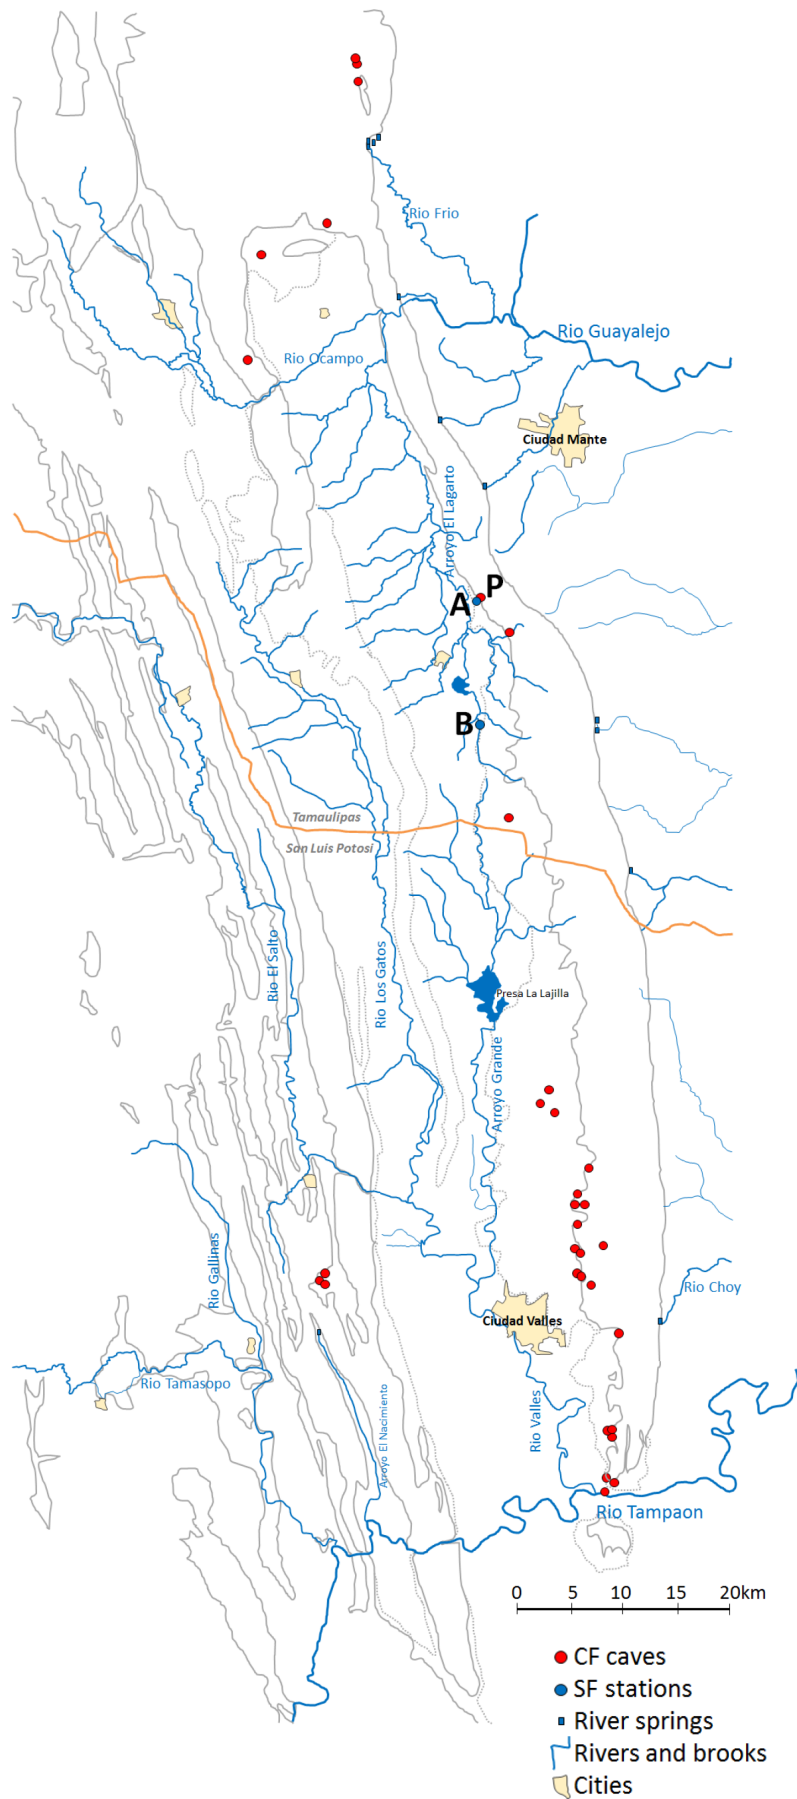 Rio Frio
Rio Guayalejo
Rio Ocampo
Ciudad Mante
Arroyo El Lagarto
P
A
B
Tamaulipas
San Luis Potosi
Rio El Salto
Rio Los Gatos
Presa La Lajilla
Arroyo Grande
Rio Gallinas
Rio Choy
Ciudad Valles
Rio Tamasopo
Arroyo El Nacimiento
Rio Valles
Rio Tampaon
0 5 10 15 20km
CF caves
SF stations
River springs
Rivers and brooks
Cities